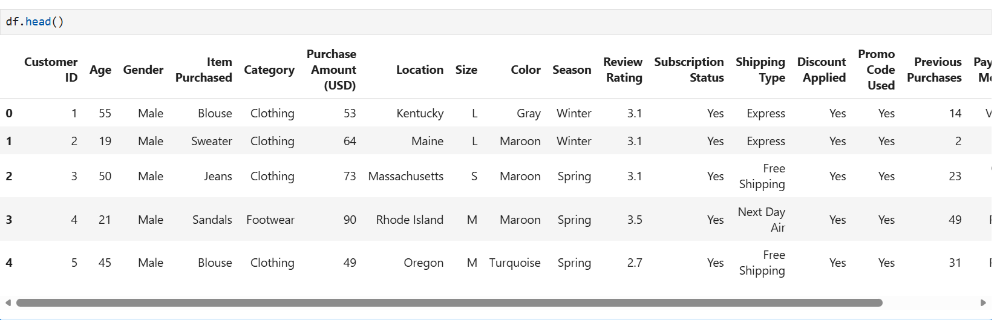 df.head()
Customer ID Age Gender Item Purchased Category Purchase Amount (USD) Location Size Color Season Review Rating Subscription Status Shipping Type Discount Applied Promo Code Used Previous Purchases
0 1 55 Male Blouse Clothing 53 Kentucky L Gray Winter 3.1 Yes Express Yes Yes 14
1 2 19 Male Sweater Clothing 64 Maine L Maroon Winter 3.1 Yes Express Yes Yes 2
2 3 50 Male Jeans Clothing 73 Massachusetts S Maroon Spring 3.1 Yes Free Shipping Yes Yes 23
3 4 21 Male Sandals Footwear 90 Rhode Island M Maroon Spring 3.5 Yes Next Day Air Yes Yes 49
4 5 45 Male Blouse Clothing 49 Oregon M Turquoise Spring 2.7 Yes Free Shipping Yes Yes 31